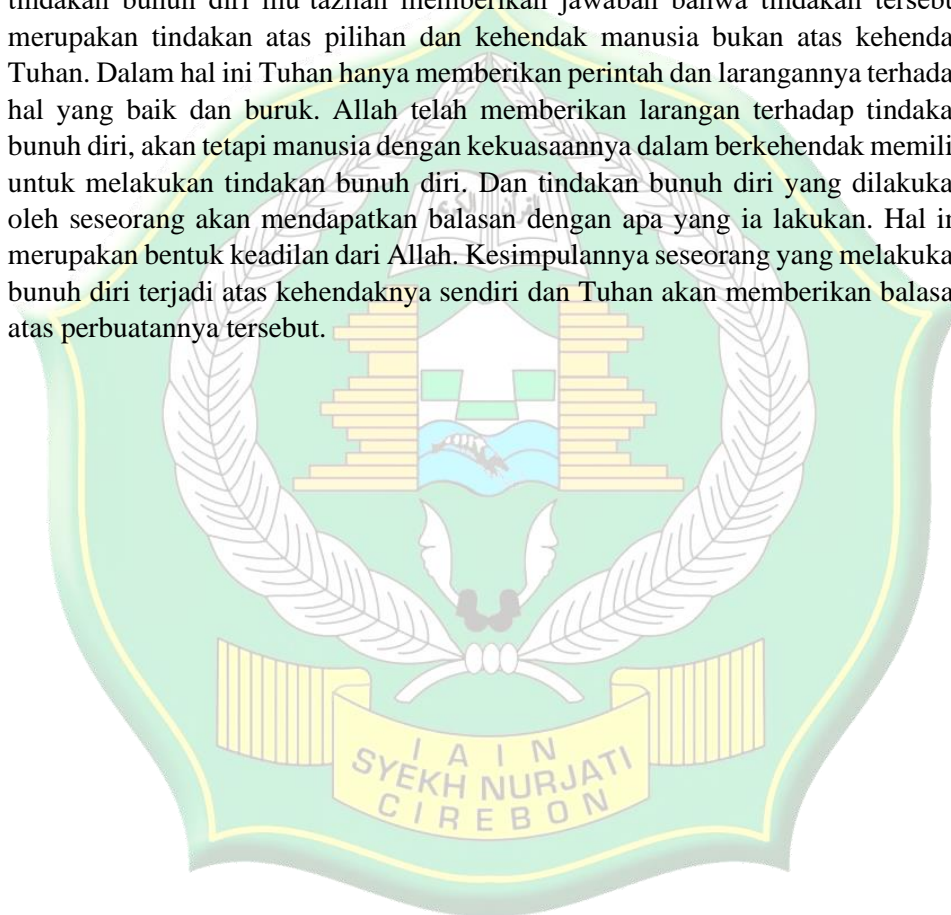 tindakan bunuh diri mu'tazilah memberikan jawaban bahwa tindakan tersebu
merupakan tindakan atas pilihan dan kehendak manusia bukan atas kehenda
Tuhan. Dalam hal ini Tuhan hanya memberikan perintah dan larangannya terhada
hal yang baik dan buruk. Allah telah memberikan larangan terhadap tindaka
bunuh diri, akan tetapi manusia dengan kekuasaannya dalam berkehendak memili
untuk melakukan tindakan bunuh diri. Dan tindakan bunuh diri yang dilakuka
oleh seseorang akan mendapatkan balasan dengan apa yang ia lakukan. Hal in
merupakan bentuk keadilan dari Allah. Kesimpulannya seseorang yang melakuka
bunuh diri terjadi atas kehendaknya sendiri dan Tuhan akan memberikan balasa
atas perbuatannya tersebut.
IAIN
SYEKH NURJATI
CIREBON